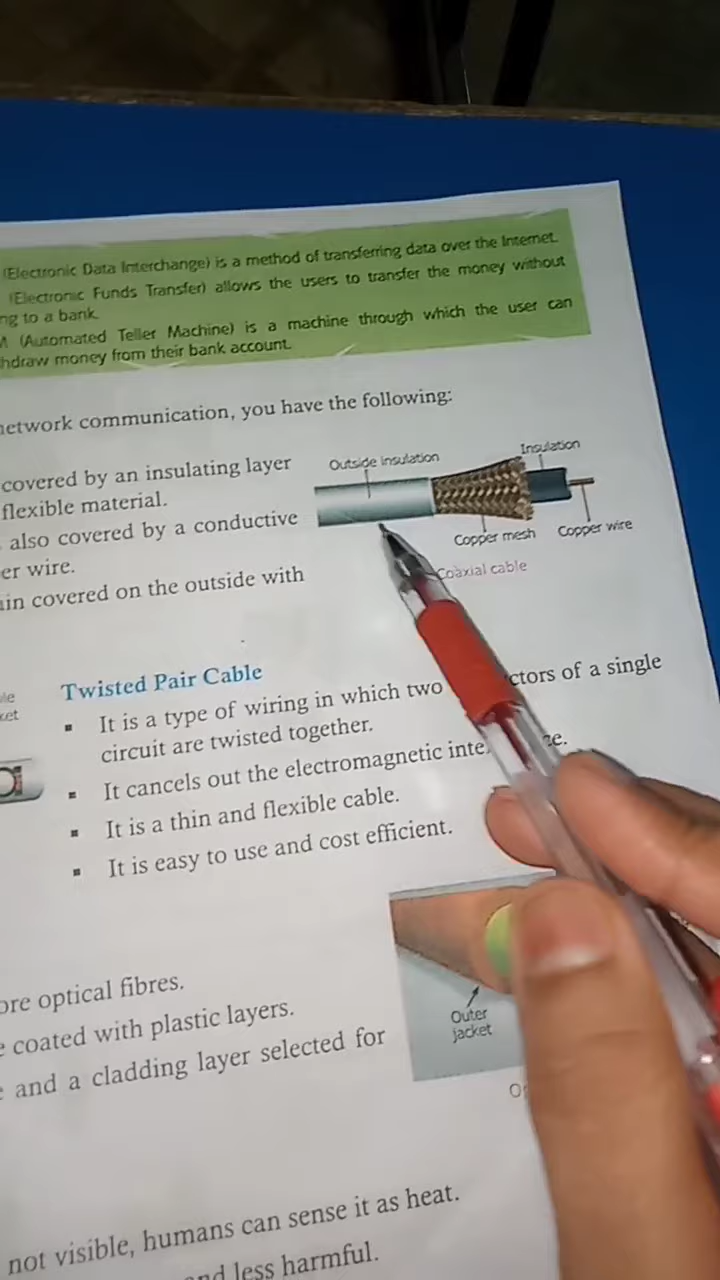 (Electronic Data Interchange) is a method of transferring data over the Internet.
(Electronic Funds Transfer) allows the users to transfer the money without
ng to a bank.
(Automated Teller Machine) is a machine through which the user can
hdraw money from their bank account.
network communication, you have the following:
covered by an insulating layer
flexible material.
also covered by a conductive
er wire.
in covered on the outside with
Outside insulation
Insulation
Copper mesh
Copper wire
Coaxial cable
Twisted Pair Cable
▪ It is a type of wiring in which two ctors of a single
circuit are twisted together.
▪ It cancels out the electromagnetic inte ce.
▪ It is a thin and flexible cable.
▪ It is easy to use and cost efficient.
ore optical fibres.
e coated with plastic layers.
e and a cladding layer selected for
Outer
jacket
not visible, humans can sense it as heat.
nd less harmful.